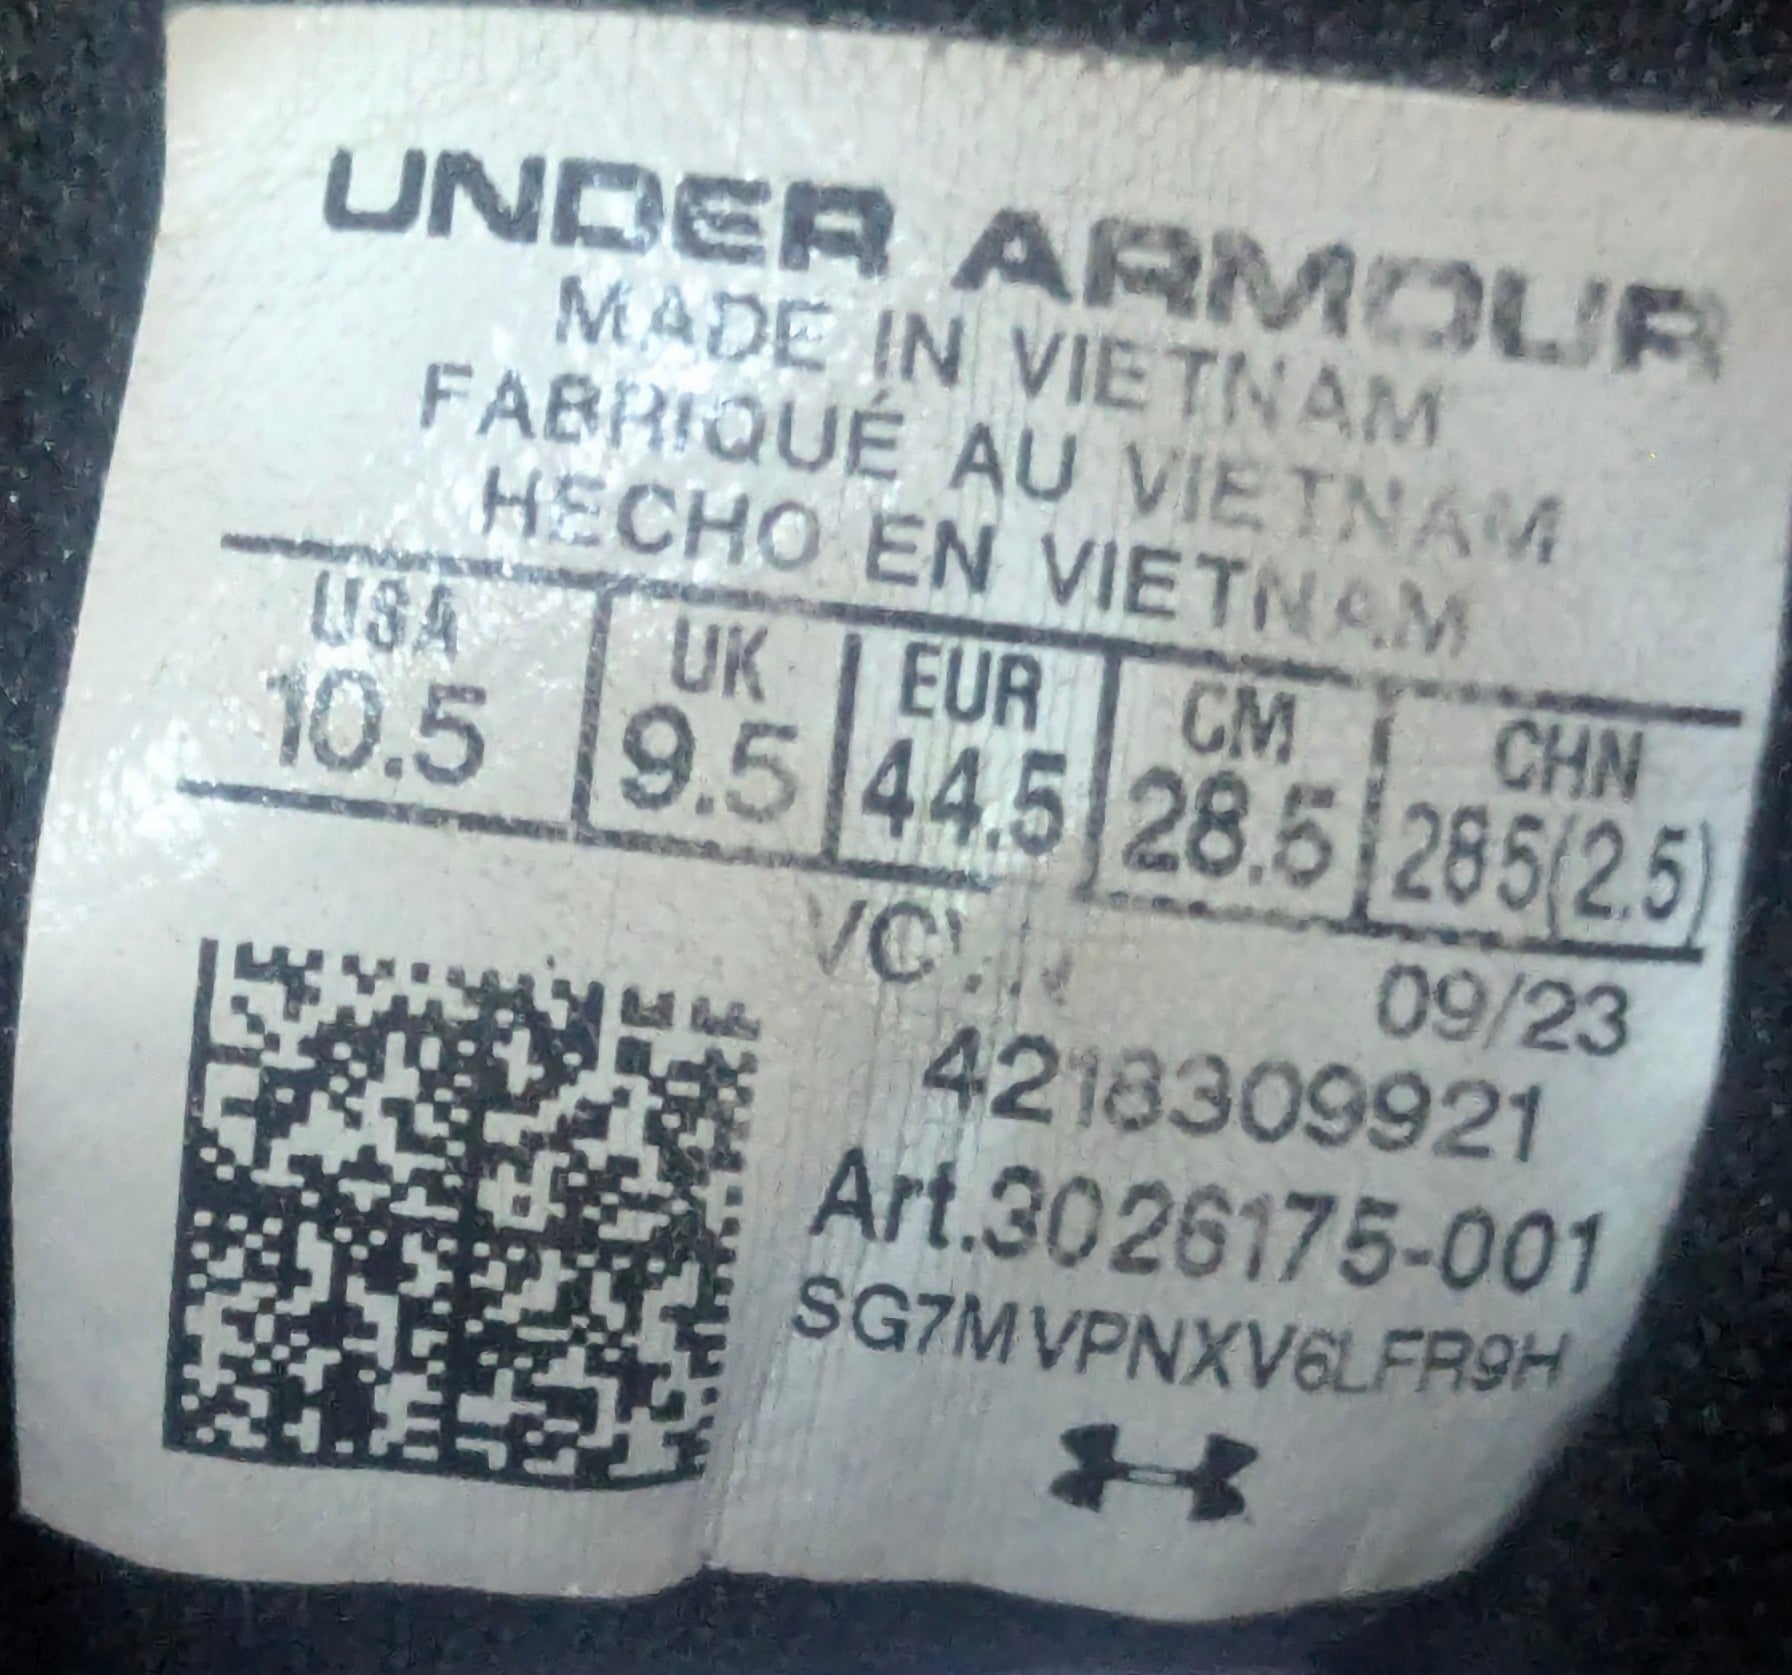 UNDER ARMOUR
MADE IN VIETNAM
FABRIQUÉ AU VIETNAM
HECHO EN VIETNAM
USA UK EUR CM CHN
10.5 9.5 44.5 28.5 285(2.5)
09/23
4218309921
Art.3026175-001
SG7MVPNXV6LFR9H